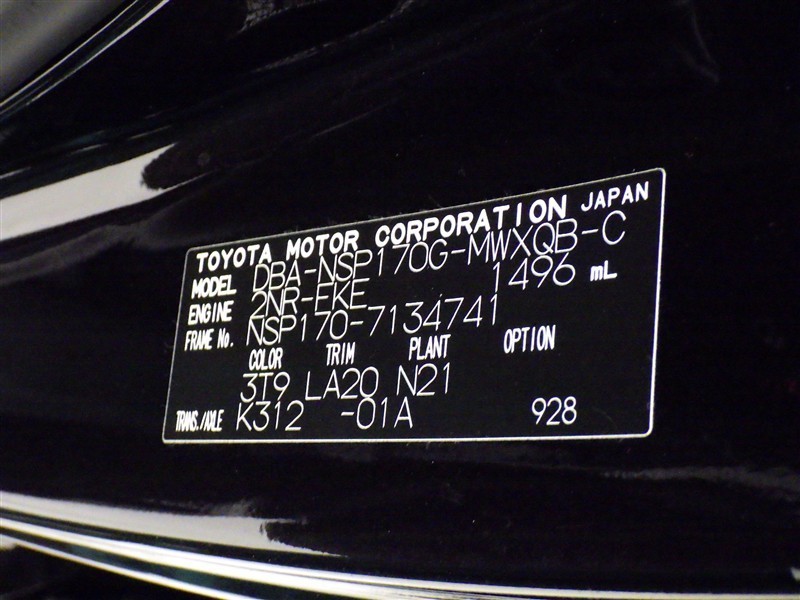 TOYOTA MOTOR CORPORATION JAPAN
MODEL DBA-NSP170G-MWXQB-C
ENGINE 2NR-FKE 1496 mL
FRAME No. NSP170-7134741
COLOR TRIM PLANT OPTION
3T9 LA20 N21
TRANS./AXLE K312 -01A 928